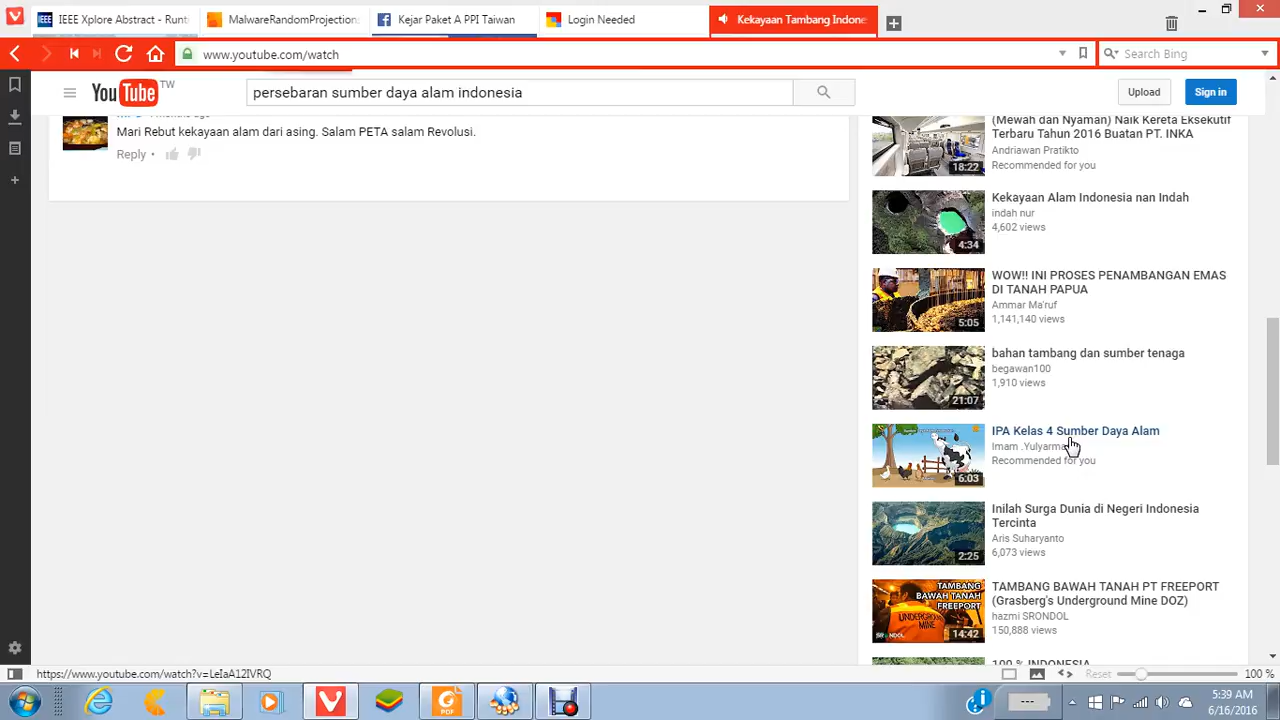 IEEE Xplore Abstract - Runt
MalwareRandomProjection
Kejar Paket A PPI Taiwan
Login Needed
Kekayaan Tambang Indone
www.youtube.com/watch
Search Bing
YouTube TW
persebaran sumber daya alam indonesia
Upload
Sign in
Mari Rebut kekayaan alam dari asing. Salam PETA salam Revolusi.
Reply
(Mewah dan Nyaman) Naik Kereta Eksekutif
Terbaru Tahun 2016 Buatan PT. INKA
Andriawan Pratikto
Recommended for you
18:22
Kekayaan Alam Indonesia nan Indah
indah nur
4,602 views
4:34
WOW!! INI PROSES PENAMBANGAN EMAS
DI TANAH PAPUA
Ammar Ma'ruf
1,141,140 views
5:05
bahan tambang dan sumber tenaga
begawan100
1,910 views
21:07
IPA Kelas 4 Sumber Daya Alam
Imam .Yulyarma
Recommended for you
6:03
Inilah Surga Dunia di Negeri Indonesia
Tercinta
Aris Suharyanto
6,073 views
2:25
TAMBANG BAWAH TANAH PT FREEPORT
(Grasberg's Underground Mine DOZ)
hazmi SRONDOL
150,888 views
TAMBANG
BAWAH TANAH
FREEPORT
UNDERGROUND
MINE
14:42
100 % INDONESIA
https://www.youtube.com/watch?v=LeIaA12IVRQ
Reset
100 %
PDF
5:39 AM
6/16/2016